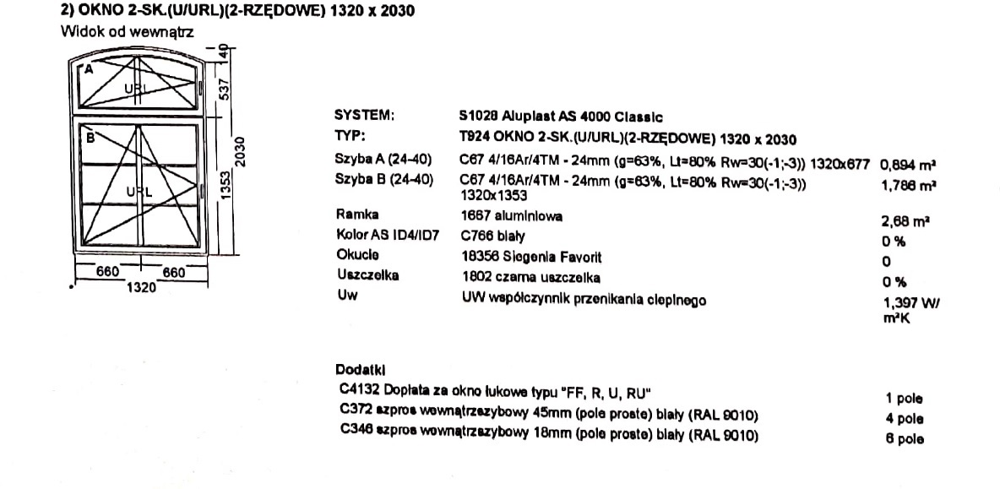 2) OKNO 2-SK.(U/URL)(2-RZĘDOWE) 1320 x 2030
Widok od wewnątrz
A
URL
140
537
B
URL
1353
2030
660
660
1320
SYSTEM: S1028 Aluplast AS 4000 Classic
TYP: T924 OKNO 2-SK.(U/URL)(2-RZĘDOWE) 1320 x 2030
Szyba A (24-40) C67 4/16Ar/4TM - 24mm (g=63%, Lt=80% Rw=30(-1;-3)) 1320x677 0,894 m²
Szyba B (24-40) C67 4/16Ar/4TM - 24mm (g=63%, Lt=80% Rw=30(-1;-3)) 1,786 m²
1320x1353
Ramka 1667 aluminiowa 2,68 m²
Kolor AS ID4/ID7 C766 biały 0 %
Okucie 18356 Siegenia Favorit 0
Uszczelka 1802 czarna uszczelka 0 %
Uw UW współczynnik przenikania cieplnego 1,397 W/
m²K
Dodatki
C4132 Dopłata za okno łukowe typu "FF, R, U, RU" 1 pole
C372 szpros wewnątrzszybowy 45mm (pole proste) biały (RAL 9010) 4 pole
C346 szpros wewnątrzszybowy 18mm (pole proste) biały (RAL 9010) 6 pole